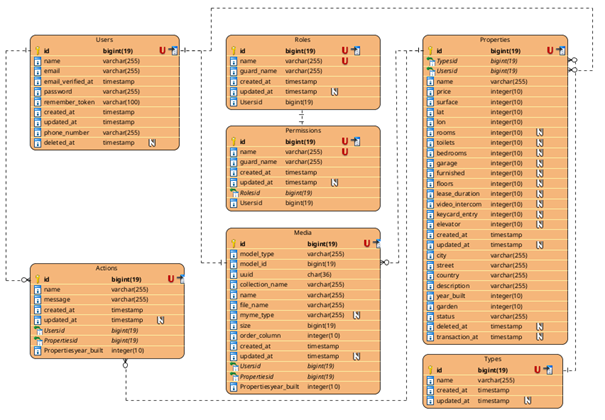 Users
id bigint(19) U
name varchar(255)
email varchar(255)
email_verified_at timestamp
password varchar(255)
remember_token varchar(100)
created_at timestamp
updated_at timestamp
phone_number varchar(255)
deleted_at timestamp N
Roles
id bigint(19) U
name varchar(255) U
guard_name varchar(255)
created_at timestamp
updated_at timestamp N
Usersid bigint(19)
Permissions
id bigint(19) U
name varchar(255) U
guard_name varchar(255)
created_at timestamp
updated_at timestamp N
Rolesid bigint(19)
Usersid bigint(19)
Properties
id bigint(19) U
Typesid bigint(19)
Usersid bigint(19)
name varchar(255)
price integer(10)
surface integer(10)
lat integer(10)
lon integer(10)
rooms integer(10) N
toilets integer(10) N
bedrooms integer(10) N
garage integer(10) N
furnished integer(10) N
floors integer(10) N
lease_duration integer(10) N
video_intercom integer(10) N
keycard_entry integer(10) N
elevator integer(10) N
created_at timestamp
updated_at timestamp N
city varchar(255)
street varchar(255)
country varchar(255)
description varchar(255)
year_built integer(10)
garden integer(10)
status varchar(255)
deleted_at timestamp N
transaction_at timestamp N
Actions
id bigint(19) U
name varchar(255)
message varchar(255)
created_at timestamp
updated_at timestamp N
Usersid bigint(19)
Propertiesid bigint(19)
Propertiesyear_built integer(10)
Media
id bigint(19) U
model_type varchar(255)
model_id bigint(19)
uuid char(36)
collection_name varchar(255)
name varchar(255)
file_name varchar(255)
myme_type varchar(255) N
size bigint(19)
order_column integer(10)
created_at timestamp
updated_at timestamp N
Usersid bigint(19)
Propertiesid bigint(19)
Propertiesyear_built integer(10)
Types
id bigint(19) U
name varchar(255)
created_at timestamp
updated_at timestamp N